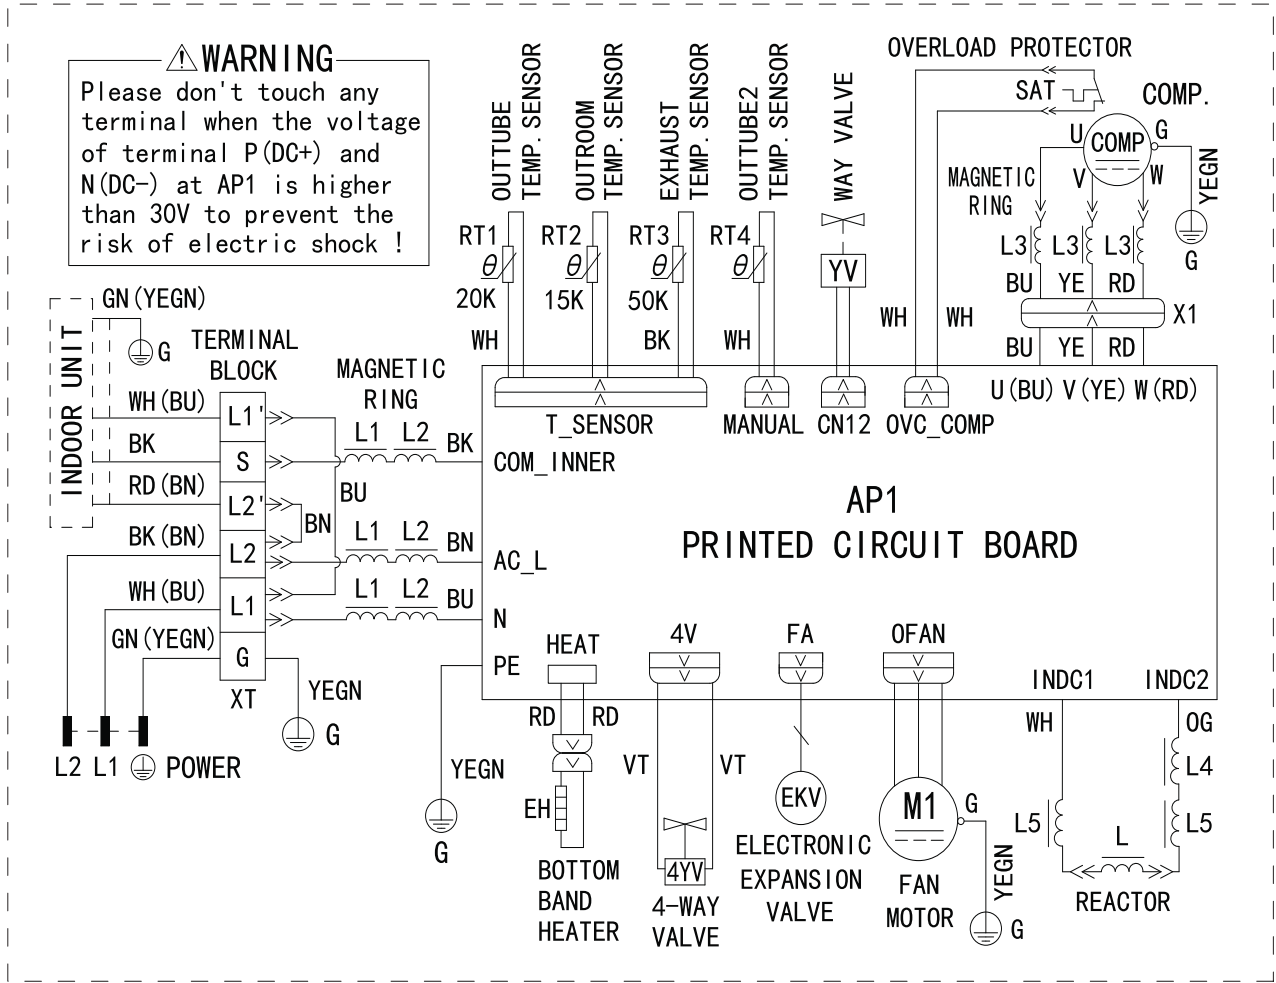 WARNING
Please don't touch any
terminal when the voltage
of terminal P(DC+) and
N(DC-) at AP1 is higher
than 30V to prevent the
risk of electric shock !
OUTTUBE
TEMP. SENSOR
OUTROOM
TEMP. SENSOR
EXHAUST
TEMP. SENSOR
OUTTUBE2
TEMP. SENSOR
WAY VALVE
OVERLOAD PROTECTOR
SAT
COMP.
U
COMP
G
V
W
YEGN
G
MAGNETIC
RING
L3
L3
L3
BU
YE
RD
X1
BU
YE
RD
U(BU) V(YE) W(RD)
RT1
θ
20K
WH
RT2
θ
15K
RT3
θ
50K
BK
RT4
θ
WH
YV
WH
WH
T_SENSOR
MANUAL
CN12
OVC_COMP
INDOOR UNIT
GN(YEGN)
G
TERMINAL
BLOCK
WH(BU)
BK
RD(BN)
BK(BN)
WH(BU)
GN(YEGN)
L1'
S
L2'
L2
L1
G
XT
MAGNETIC
RING
L1
L2
BK
COM_INNER
BU
BN
L1
L2
BN
AC_L
L1
L2
BU
N
PE
YEGN
G
YEGN
G
L2
L1
POWER
AP1
PRINTED CIRCUIT BOARD
HEAT
RD
RD
EH
BOTTOM
BAND
HEATER
4V
VT
VT
4YV
4-WAY
VALVE
FA
EKV
ELECTRONIC
EXPANSION
VALVE
OFAN
M1
G
FAN
MOTOR
YEGN
G
INDC1
INDC2
WH
OG
L4
L5
L5
L
REACTOR